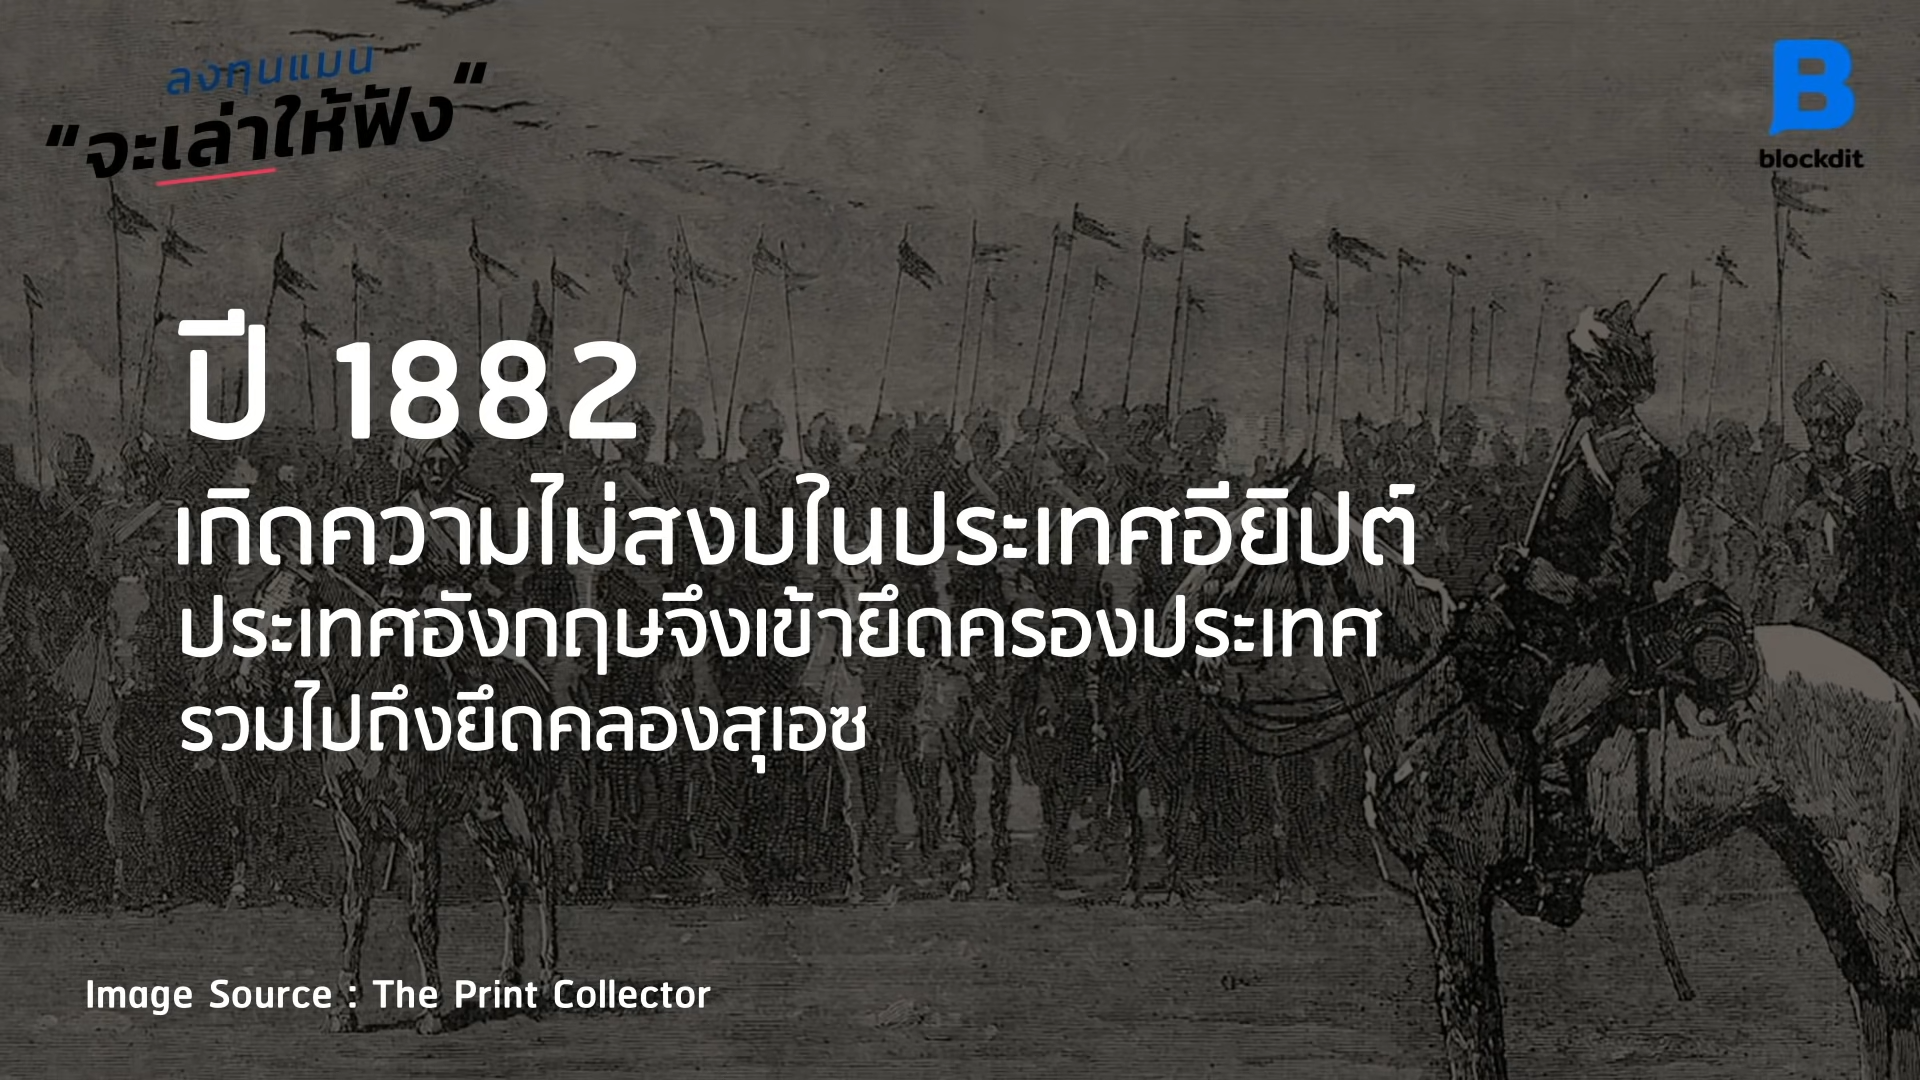 ลงทุนแมน
“จะเล่าให้ฟัง“
blockdit
ปี 1882
เกิดความไม่สงบในประเทศอียิปต์
ประเทศอังกฤษจึงเข้ายึดครองประเทศ
รวมไปถึงยึดคลองสุเอซ
Image Source : The Print Collector